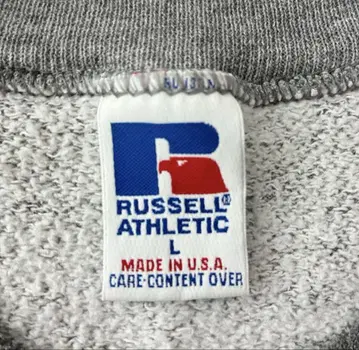 RUSSELL®
ATHLETIC
L
MADE IN U.S.A.
CARE-CONTENT OVER